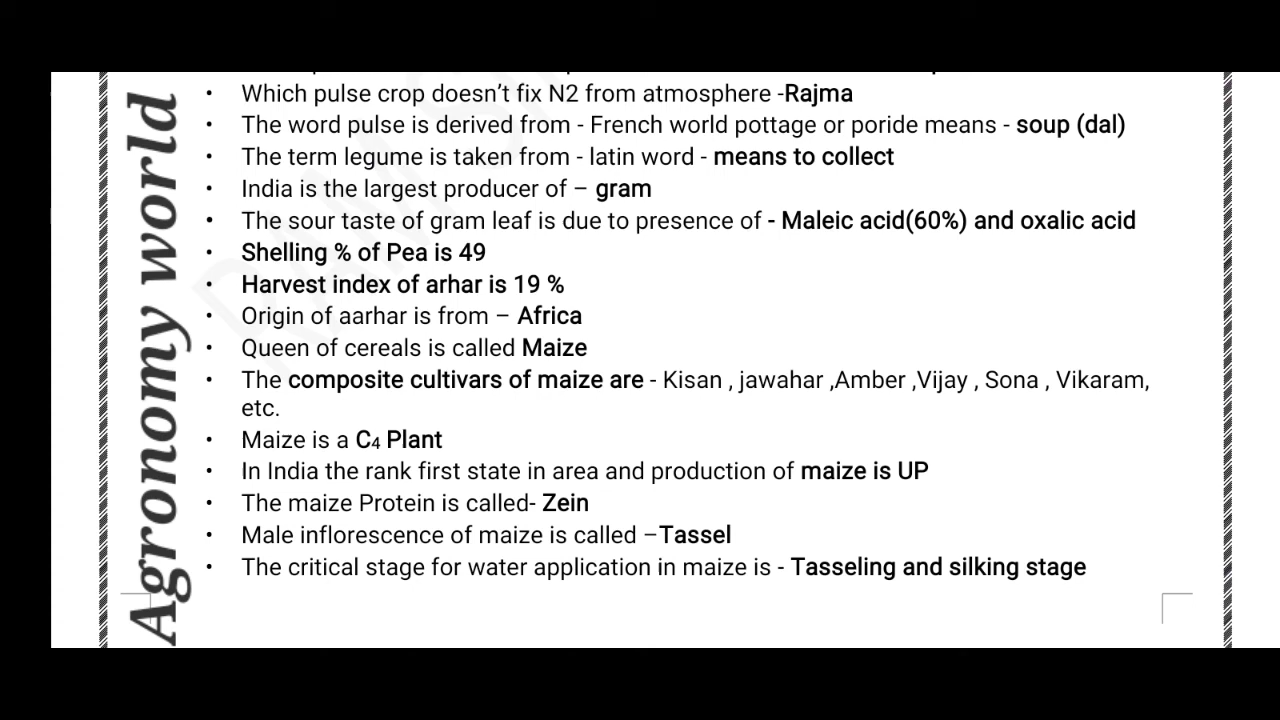 Agronomy world
• Which pulse crop doesn’t fix N2 from atmosphere -Rajma
• The word pulse is derived from - French world pottage or poride means - soup (dal)
• The term legume is taken from - latin word - means to collect
• India is the largest producer of – gram
• The sour taste of gram leaf is due to presence of - Maleic acid(60%) and oxalic acid
• Shelling % of Pea is 49
• Harvest index of arhar is 19 %
• Origin of aarhar is from – Africa
• Queen of cereals is called Maize
• The composite cultivars of maize are - Kisan , jawahar ,Amber ,Vijay , Sona , Vikaram,
etc.
• Maize is a C₄ Plant
• In India the rank first state in area and production of maize is UP
• The maize Protein is called- Zein
• Male inflorescence of maize is called –Tassel
• The critical stage for water application in maize is - Tasseling and silking stage